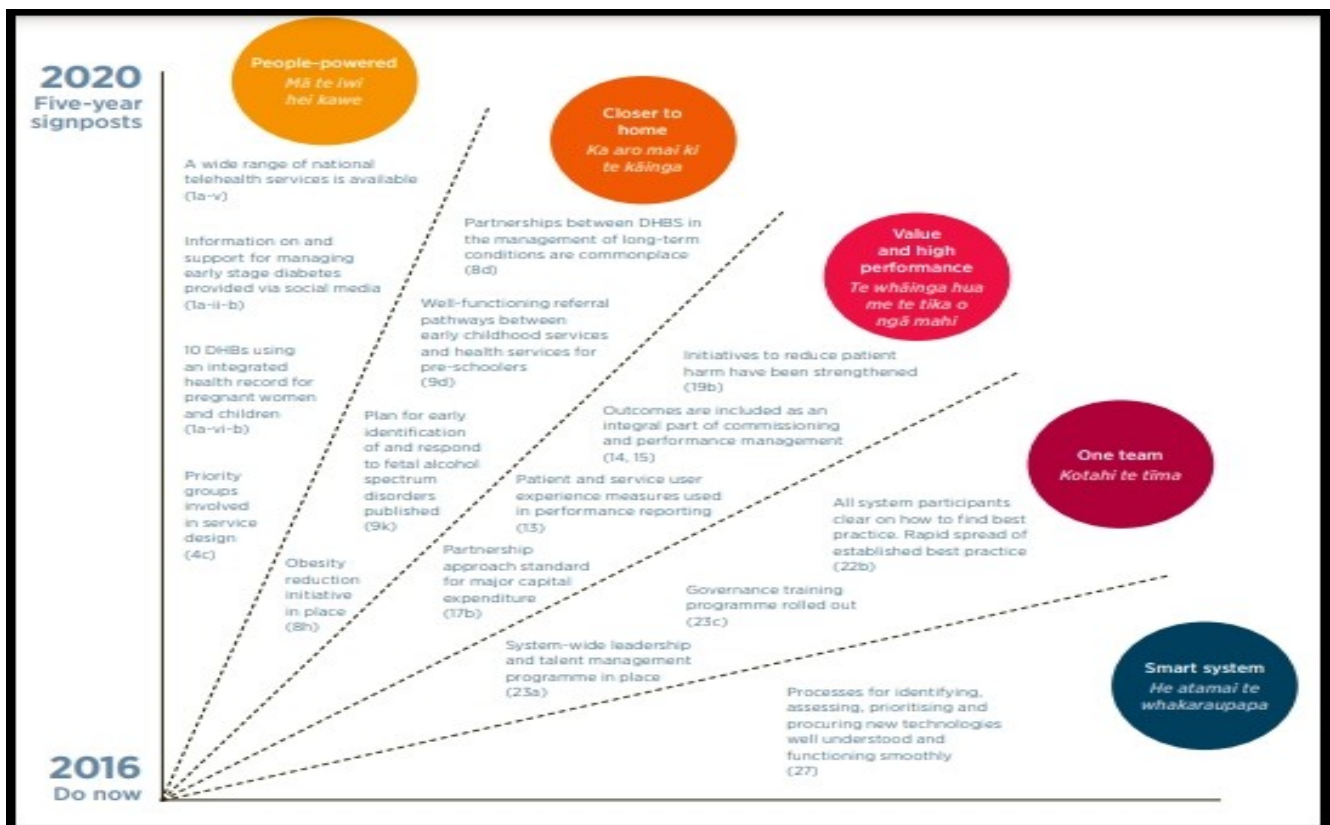 2020
Five-year
signposts
People-powered
Mā te iwi
hei kawe
A wide range of national
telehealth services is available
(1a-v)
Information on and
support for managing
early stage diabetes
provided via social media
(1a-ii-b)
10 DHBs using
an integrated
health record for
pregnant women
and children
(1a-vi-b)
Priority
groups
involved
in service
design
(4c)
Closer to
home
Ka aro mai ki
te kāinga
Partnerships between DHBS in
the management of long-term
conditions are commonplace
(8d)
Well-functioning referral
pathways between
early childhood services
and health services for
pre-schoolers
(9d)
Plan for early
identification
of and respond
to fetal alcohol
spectrum
disorders
published
(9k)
Obesity
reduction
initiative
in place
(8h)
Value
and high
performance
Te whāinga hua
me te tika o
ngā mahi
Initiatives to reduce patient
harm have been strengthened
(19b)
Outcomes are included as an
integral part of commissioning
and performance management
(14, 15)
Patient and service user
experience measures used
in performance reporting
(13)
Partnership
approach standard
for major capital
expenditure
(17b)
One team
Kotahi te tīma
All system participants
clear on how to find best
practice. Rapid spread of
established best practice
(22b)
Governance training
programme rolled out
(23c)
System-wide leadership
and talent management
programme in place
(23a)
Smart system
He atamai te
whakaraupapa
Processes for identifying,
assessing, prioritising and
procuring new technologies
well understood and
functioning smoothly
(27)
2016
Do now